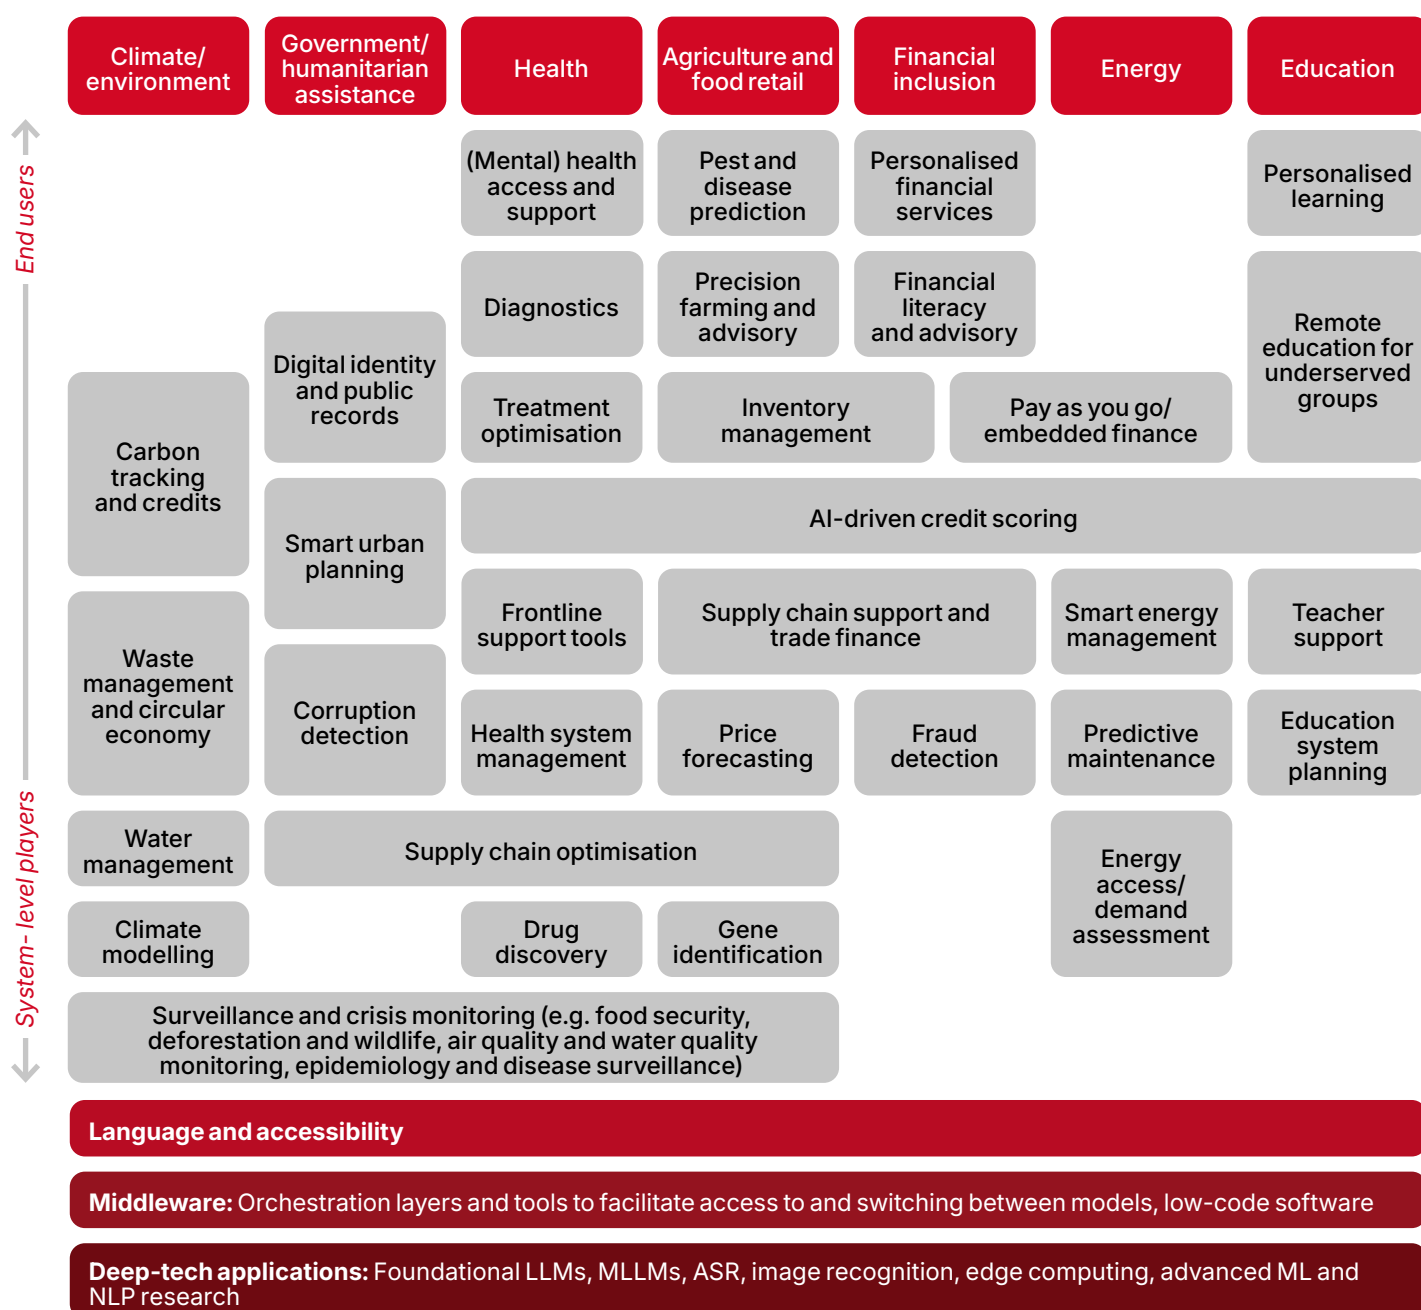 Climate/
environment
Government/
humanitarian
assistance
Health
Agriculture and
food retail
Financial
inclusion
Energy
Education
End users
System- level players
(Mental) health
access and
support
Pest and
disease
prediction
Personalised
financial
services
Personalised
learning
Diagnostics
Precision
farming and
advisory
Financial
literacy
and advisory
Remote
education for
underserved
groups
Digital identity
and public
records
Carbon
tracking
and credits
Treatment
optimisation
Inventory
management
Pay as you go/
embedded finance
AI-driven credit scoring
Smart urban
planning
Frontline
support tools
Supply chain support and
trade finance
Smart energy
management
Teacher
support
Waste
management
and circular
economy
Corruption
detection
Health system
management
Price
forecasting
Fraud
detection
Predictive
maintenance
Education
system
planning
Water
management
Supply chain optimisation
Energy
access/
demand
assessment
Climate
modelling
Drug
discovery
Gene
identification
Surveillance and crisis monitoring (e.g. food security,
deforestation and wildlife, air quality and water quality
monitoring, epidemiology and disease surveillance)
Language and accessibility
Middleware: Orchestration layers and tools to facilitate access to and switching between models, low-code software
Deep-tech applications: Foundational LLMs, MLLMs, ASR, image recognition, edge computing, advanced ML and
NLP research